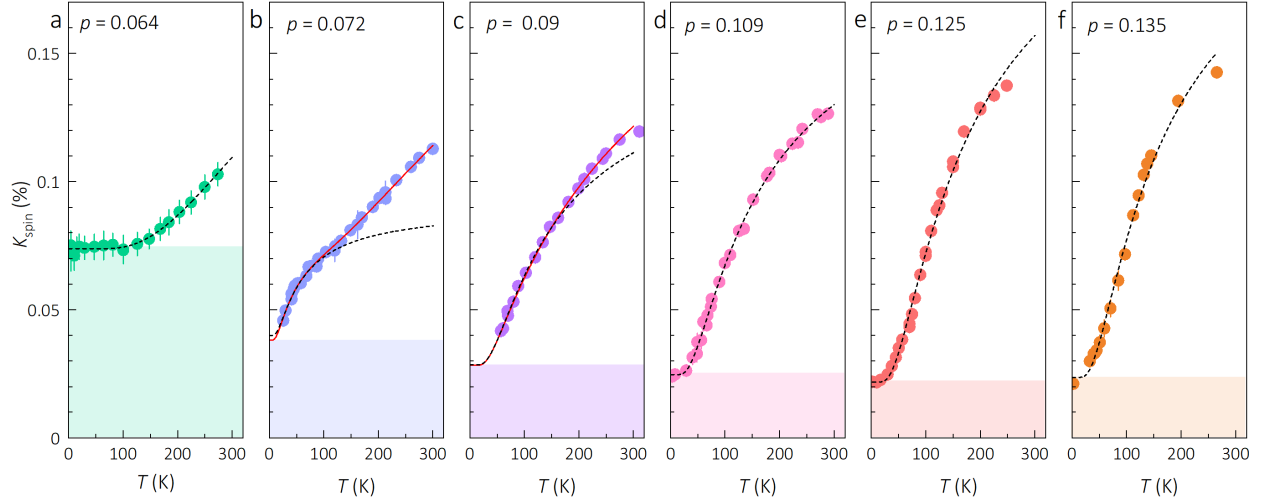 a p = 0.064
b p = 0.072
c p = 0.09
d p = 0.109
e p = 0.125
f p = 0.135
0.15
0.1
0.05
0
K_spin (%)
0 100 200 300
0 100 200 300
0 100 200 300
0 100 200 300
0 100 200 300
0 100 200 300
T (K)
T (K)
T (K)
T (K)
T (K)
T (K)